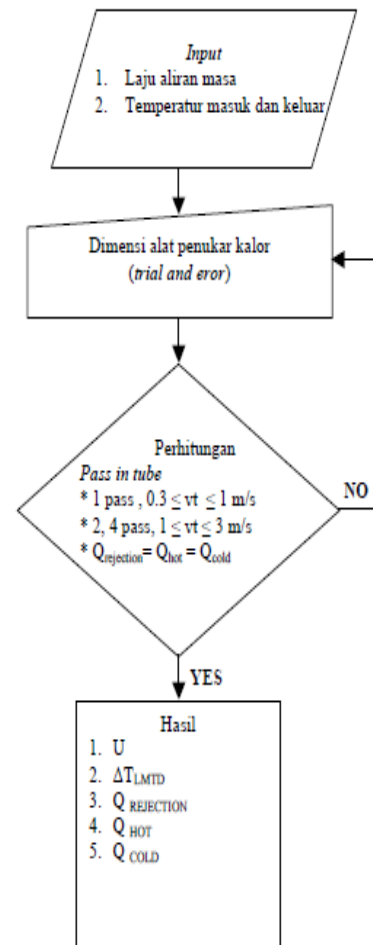 Input
1. Laju aliran masa
2. Temperatur masuk dan keluar
Dimensi alat penukar kalor
(trial and eror)
Perhitungan
Pass in tube
* 1 pass , 0.3 ≤ vt ≤ 1 m/s
* 2, 4 pass, 1 ≤ vt ≤ 3 m/s
* Qrejection= Qhot = Qcold
NO
YES
Hasil
1. U
2. ΔTLMTD
3. Q REJECTION
4. Q HOT
5. Q COLD